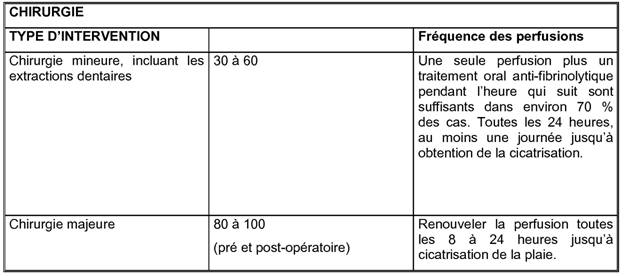 CHIRURGIE
TYPE D'INTERVENTION
Fréquence des perfusions
Chirurgie mineure, incluant les
extractions dentaires
30 à 60
Une seule perfusion plus un
traitement oral anti-fibrinolytique
pendant l'heure qui suit sont
suffisants dans environ 70 %
des cas. Toutes les 24 heures,
au moins une journée jusqu'à
obtention de la cicatrisation.
Chirurgie majeure
80 à 100
(pré et post-opératoire)
Renouveler la perfusion toutes
les 8 à 24 heures jusqu'à
cicatrisation de la plaie.